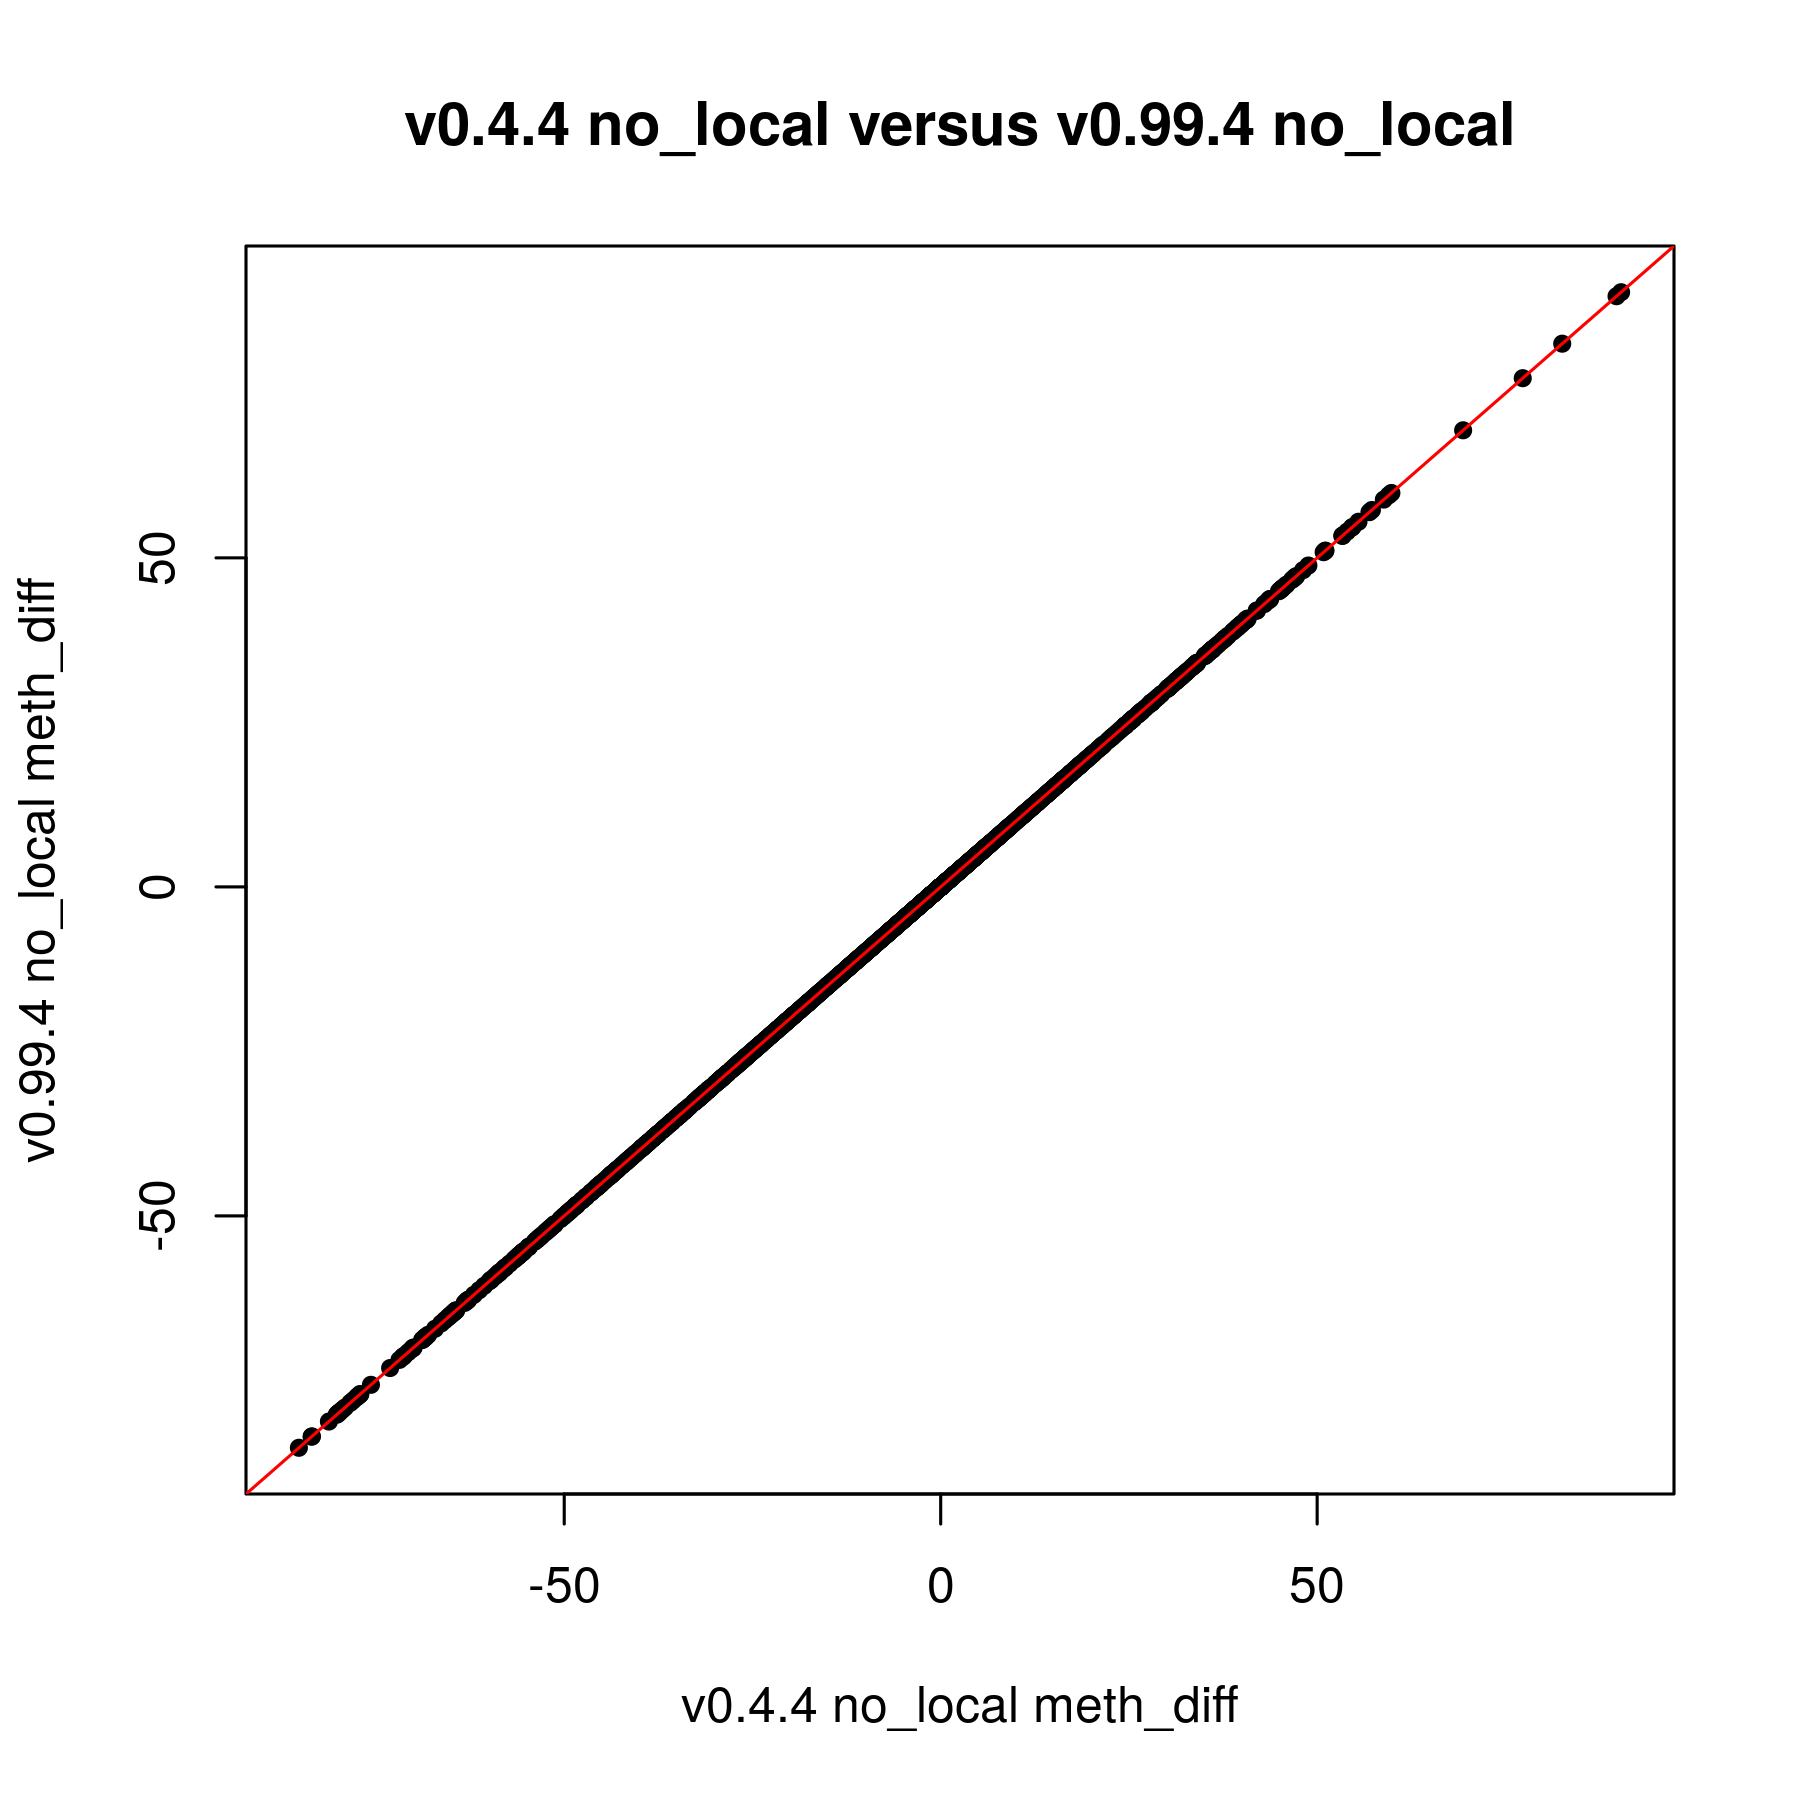 v0.4.4 no_local versus v0.99.4 no_local
v0.99.4 no_local meth_diff
50
0
-50
-50 0 50
v0.4.4 no_local meth_diff